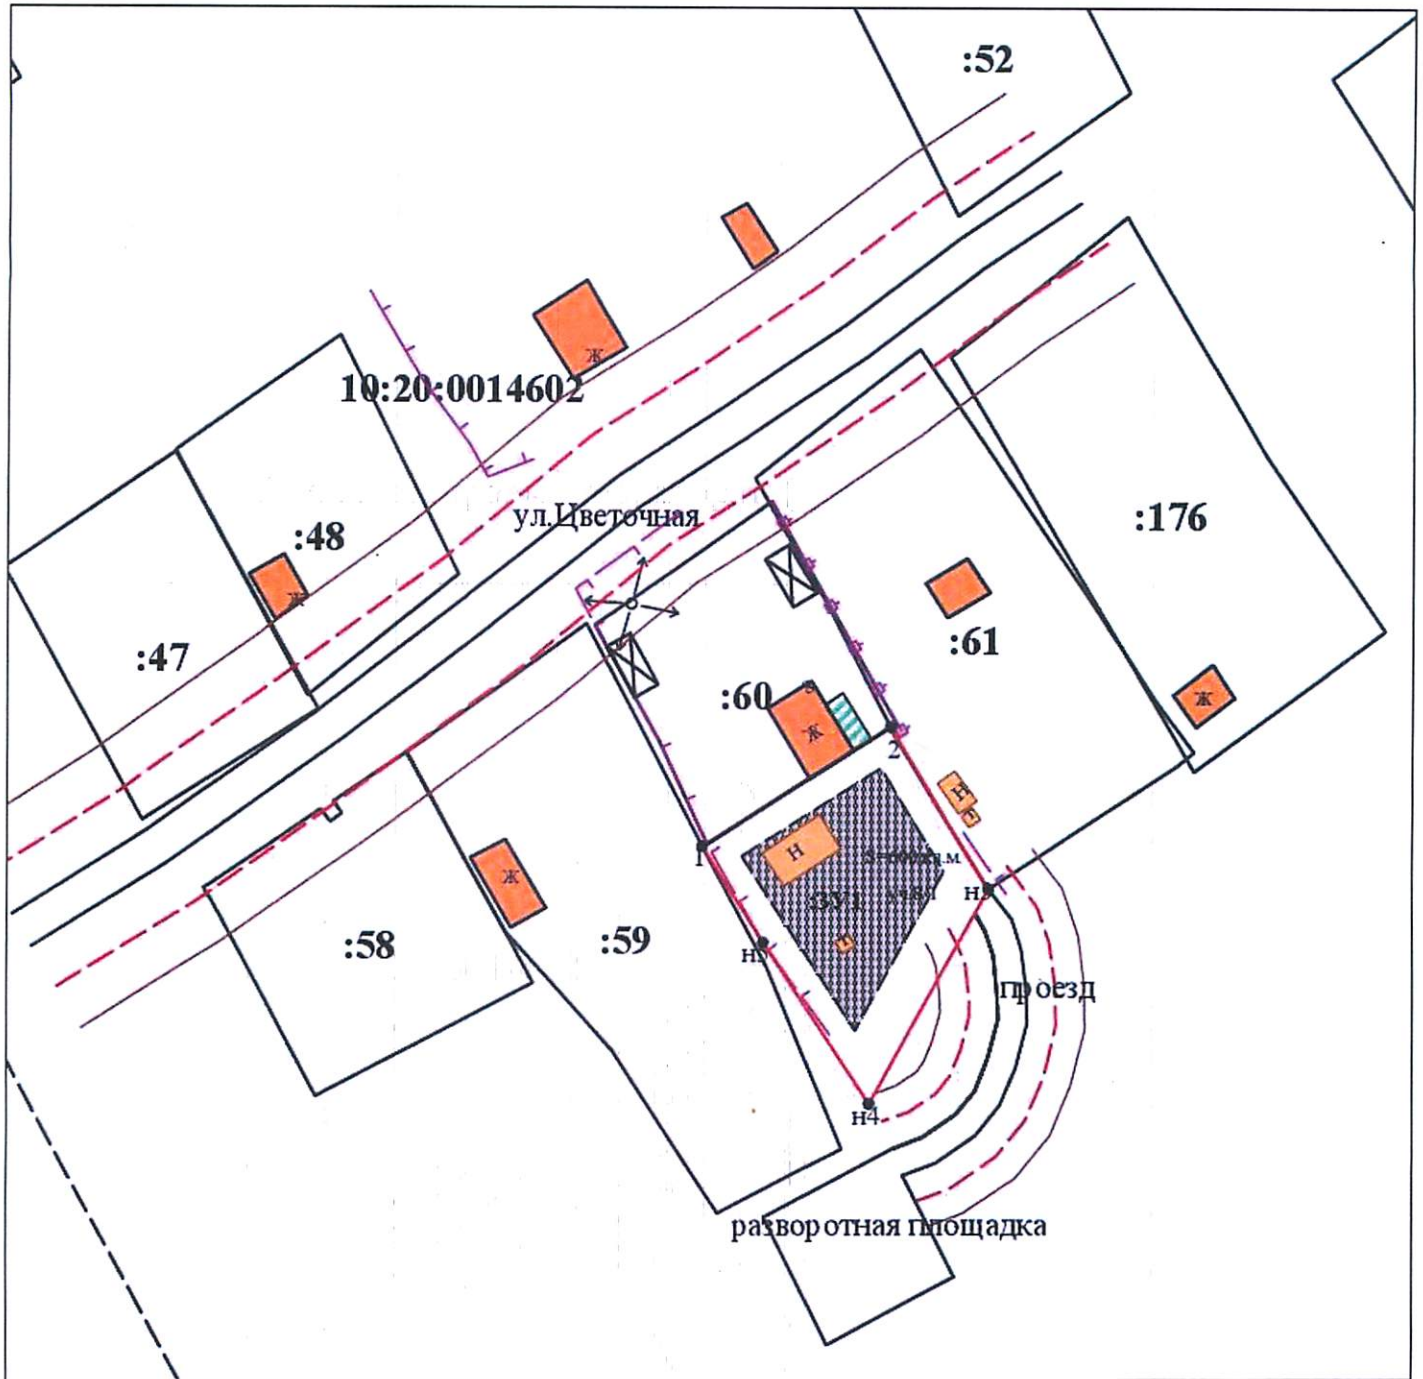 :52
ж
10:20:0014602
:48
ж
ул.Цветочная
:176
:47
:61
:60
ж
ж
2
н
1
н
:ЗУ1
ж
:58
:59
н3
н5
проезд
н4
разворотная площадка